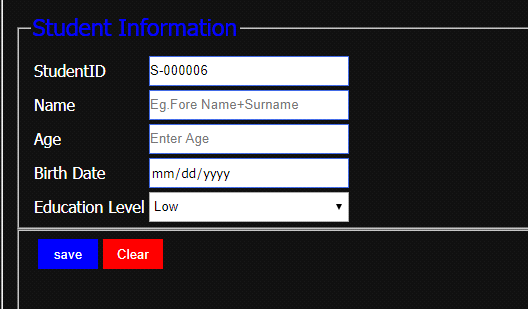 Student Information
StudentID S-000006
Name Eg.Fore Name+Surname
Age Enter Age
Birth Date mm/dd/yyyy
Education Level Low
save Clear